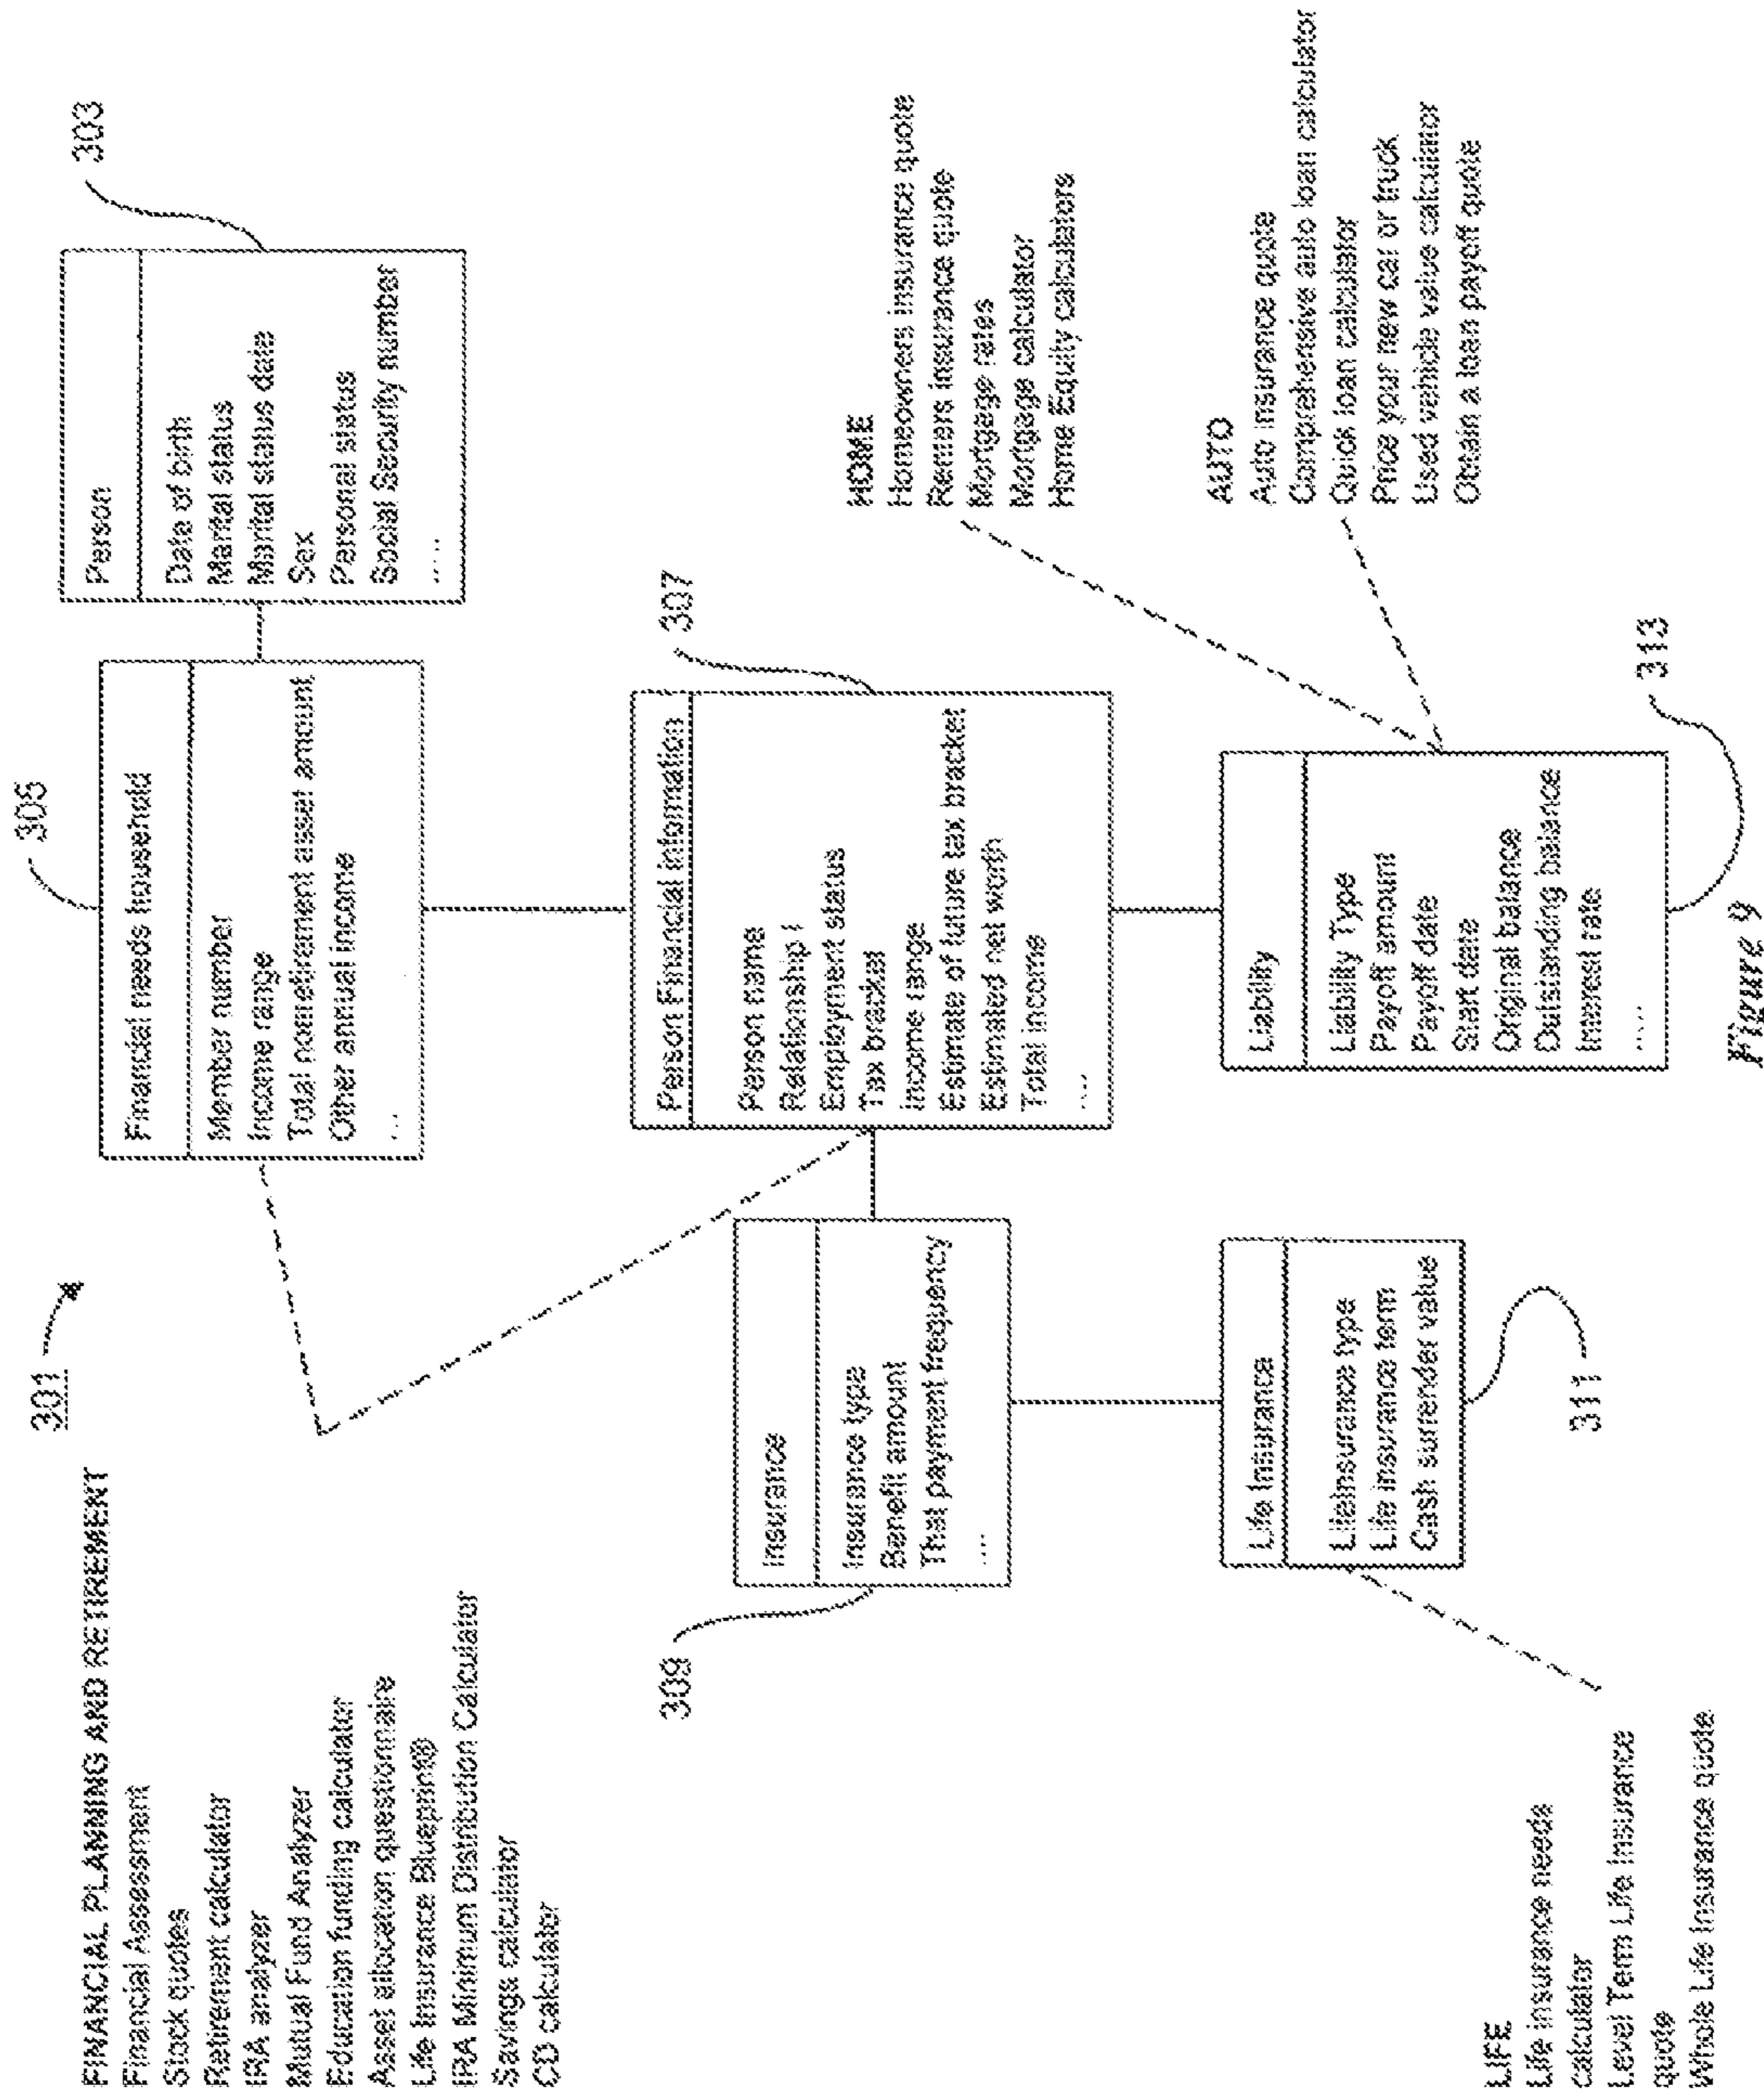 301
FINANCIAL PLANNING AND RETIREMENT
Financial Assessment
Stock quotes
Retirement calculator
IRA analyzer
Mutual Fund Analyzer
Education funding calculator
Asset allocation questionnaire
Life Insurance Blueprint®
IRA Minimum Distribution Calculator
Savings calculator
CD calculator
305
Financial needs household
Member number
Income range
Total nonretirement asset amount
Other annual income
...
303
Person
Date of birth
Marital status
Marital status date
Sex
Personal status
Social Security number
....
307
Person Financial information
Person name
Relationship I
Employment status
Tax bracket
Income range
Estimate of future tax bracket
Estimated net worth
Total income
...
309
Insurance
Insurance type
Benefit amount
That payment frequency
....
HOME
Homeowners insurance quote
Renters insurance quote
Mortgage rates
Mortgage calculator
Home Equity calculators
311
Life Insurance
LifeInsurance type
Life insurance term
Cash surrender value
313
Liability
Liability Type
Payoff amount
Payoff date
Start date
Original balance
Outstanding balance
Interest rate
.....
AUTO
Auto insurance quote
Comprehensive auto loan calculator
Quick loan calculator
Price your new car or truck
Used vehicle value calculator
Obtain a loan payoff quote
LIFE
Life insurance needs
calculator
Level Term Life Insurance
quote
Whole Life Insurance quote
Figure 9